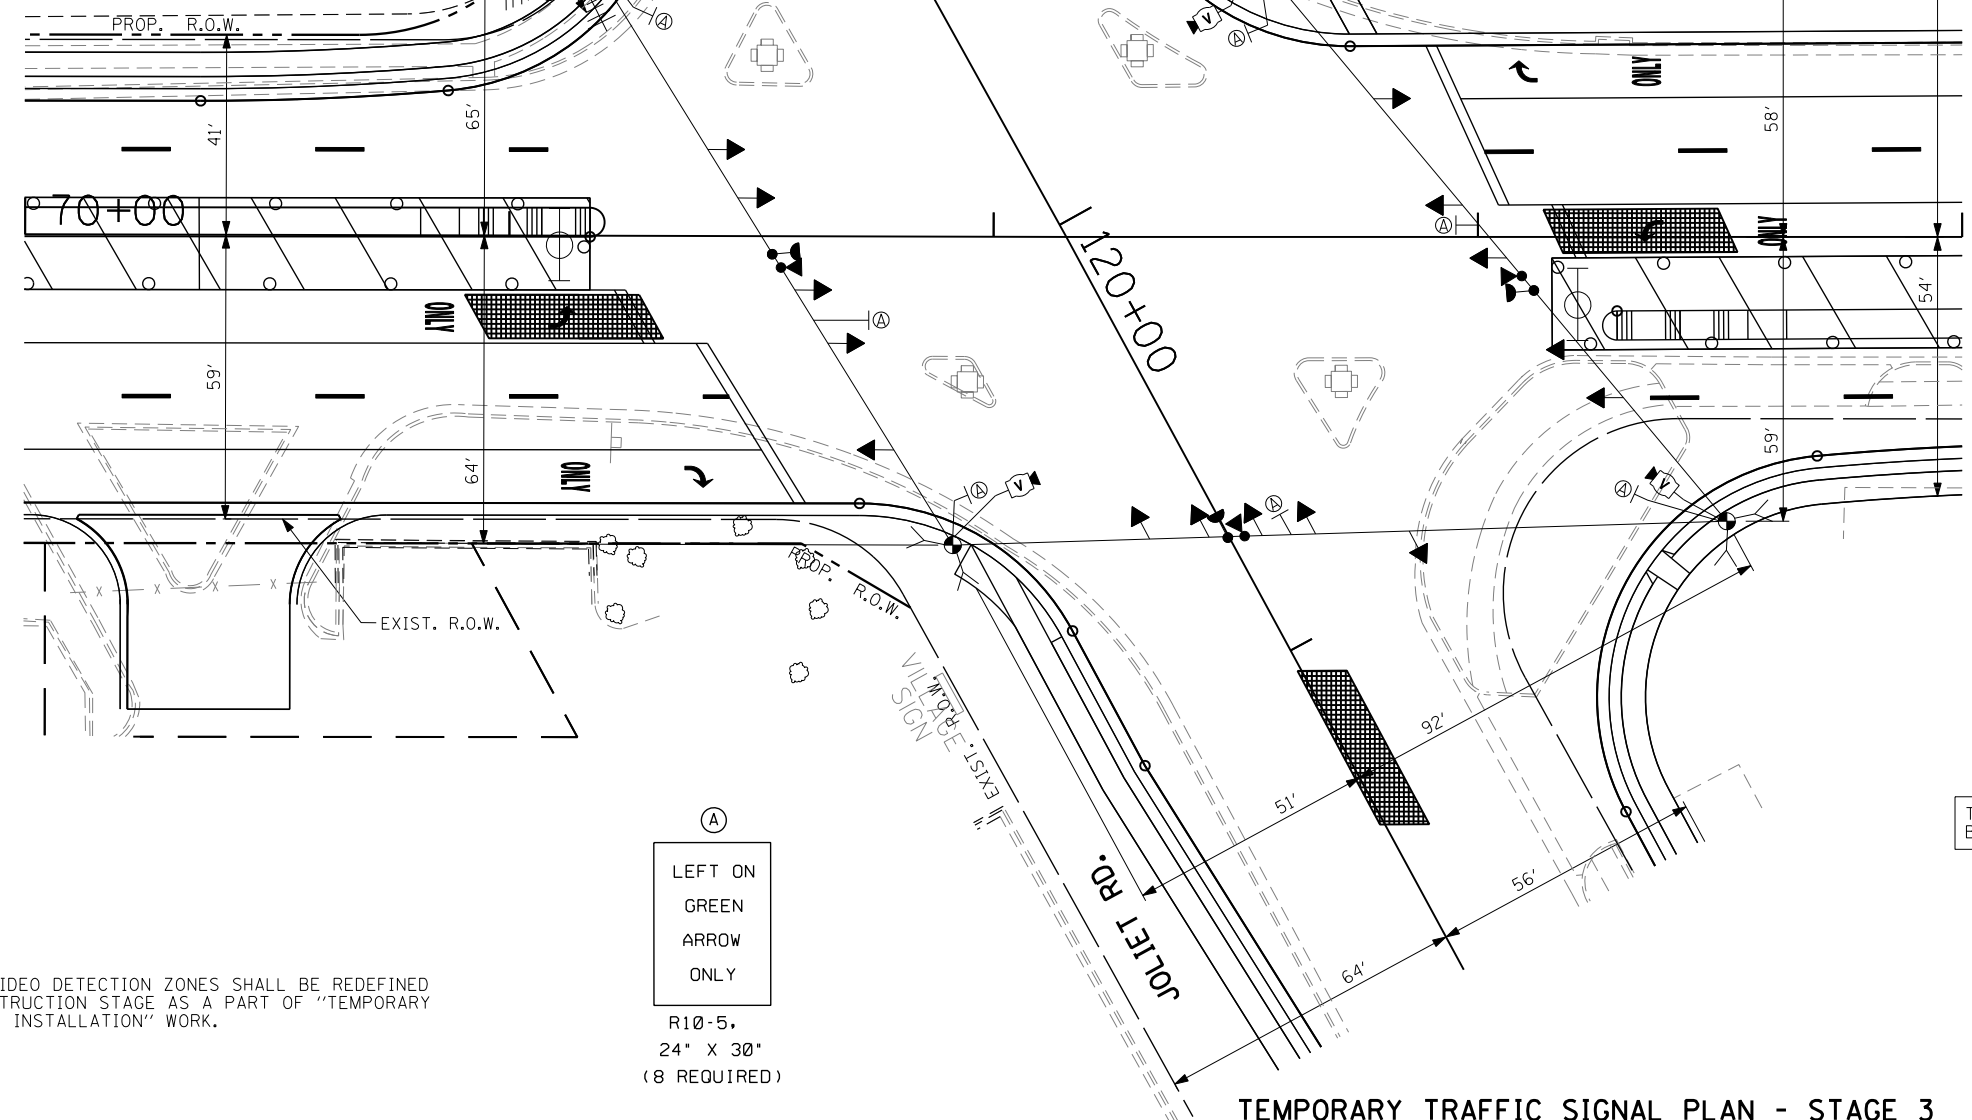 PROP. R.O.W.
A
V
A
ONLY
41'
65'
58'
70+00
A
ONLY
120+00
54'
ONLY
A
59'
59'
64'
ONLY
A
V
A
A
V
PROP. R.O.W.
EXIST. R.O.W.
VILLAGE
SIGN
EXIST. R.O.W.
92'
51'
A
LEFT ON
GREEN
ARROW
ONLY
R10-5,
24" X 30"
(8 REQUIRED)
JOLIET RD.
56'
64'
IDEO DETECTION ZONES SHALL BE REDEFINED
TRUCTION STAGE AS A PART OF "TEMPORARY
INSTALLATION" WORK.
T
B
TEMPORARY TRAFFIC SIGNAL PLAN - STAGE 3